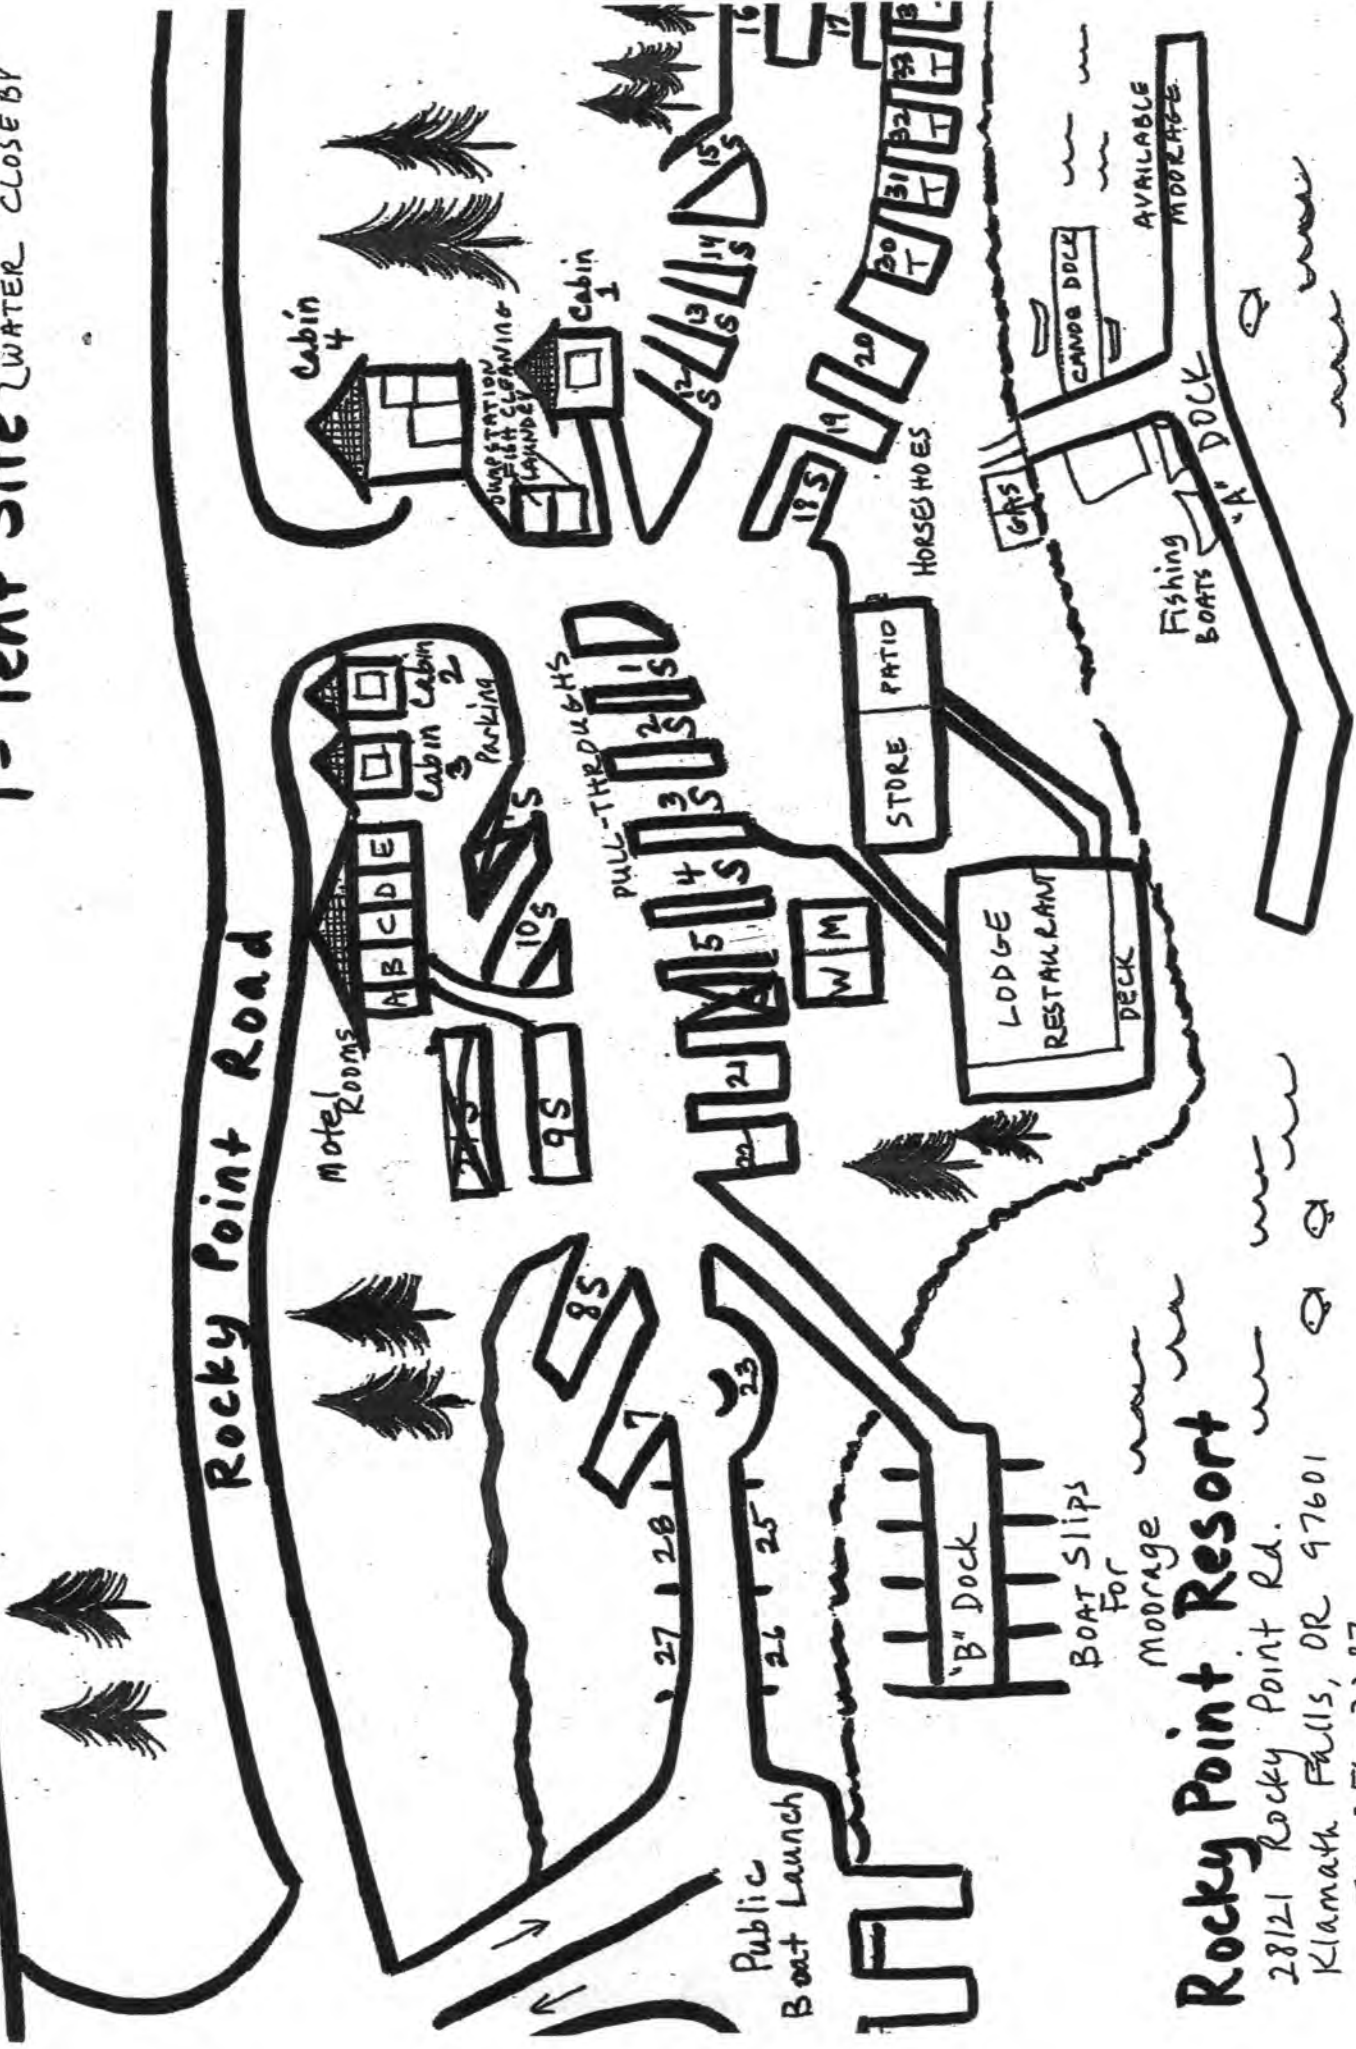 T - Tent Site (WATER CLOSE BY
Rocky Point Road
Cabin
4
DUMPSTATION
FISH CLEANING
LAUNDRY
Cabin
1
Motel
Rooms
A B C D E
Cabin
3
Cabin
2
Parking
9S
10S
8S
7
PULL-THROUGHS
1
S
2
S
3
S
4
S
5
21
22
23
28
27
25
26
12
S
13
S
14
S
15
S
16
17
18 S
19
20
30
T
31
T
32
T
33
T
3
W M
STORE
PATIO
HORSESHOES
LODGE
RESTAURANT
DECK
GAS
CANOE DOCK
AVAILABLE
MOORAGE
Fishing
BOATS
"A" DOCK
"B" DOCK
BOAT Slips
For
Moorage
Public
Boat Launch
Rocky Point Resort
28121 Rocky Point Rd.
Klamath Falls, OR 97601